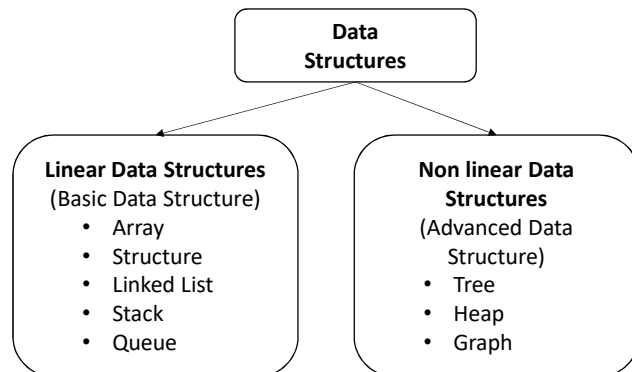 Data
Structures
Linear Data Structures
(Basic Data Structure)
• Array
• Structure
• Linked List
• Stack
• Queue
Non linear Data
Structures
(Advanced Data
Structure)
• Tree
• Heap
• Graph